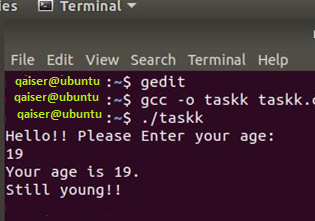 Terminal
File Edit View Search Terminal Help
qaiser@ubuntu :~$ gedit
qaiser@ubuntu :~$ gcc -o taskk taskk.
qaiser@ubuntu :~$ ./taskk
Hello!! Please Enter your age:
19
Your age is 19.
Still young!!